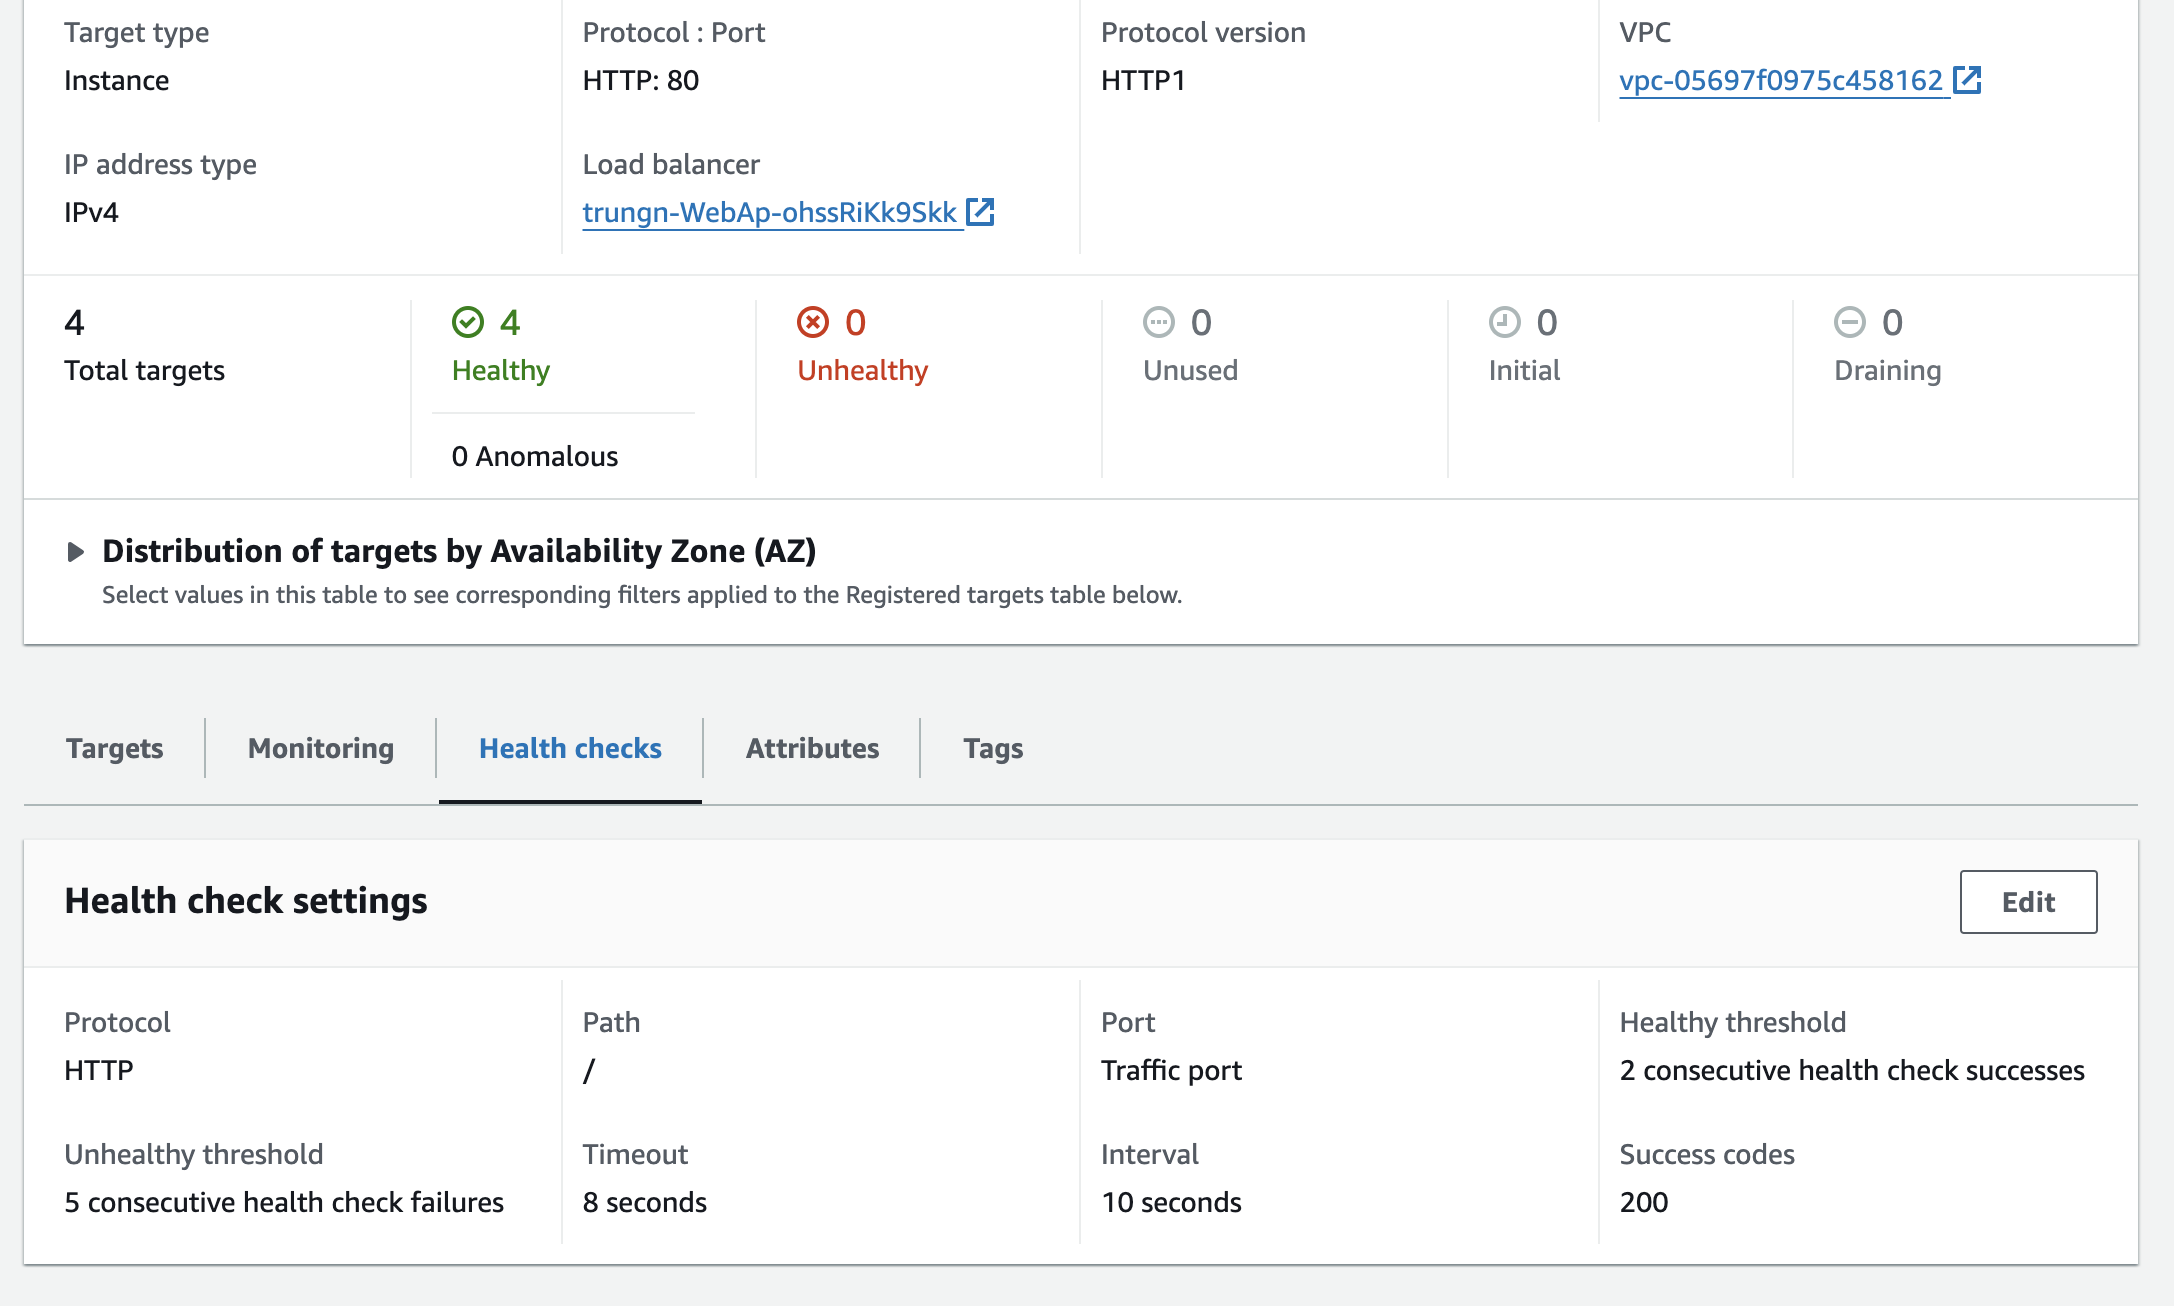 Target type
Instance
Protocol : Port
HTTP: 80
Protocol version
HTTP1
VPC
vpc-05697f0975c458162
IP address type
IPv4
Load balancer
trungn-WebAp-ohssRiKk9Skk
4
Total targets
4
Healthy
0 Anomalous
0
Unhealthy
0
Unused
0
Initial
0
Draining
Distribution of targets by Availability Zone (AZ)
Select values in this table to see corresponding filters applied to the Registered targets table below.
Targets
Monitoring
Health checks
Attributes
Tags
Health check settings
Edit
Protocol
HTTP
Path
/
Port
Traffic port
Healthy threshold
2 consecutive health check successes
Unhealthy threshold
5 consecutive health check failures
Timeout
8 seconds
Interval
10 seconds
Success codes
200